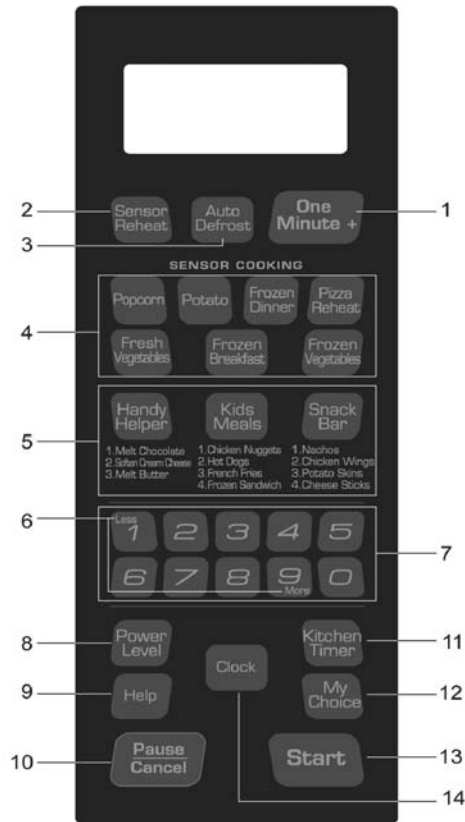 2
Sensor
Reheat
Auto
Defrost
One
Minute +
1
3
SENSOR COOKING
4
Popcorn
Potato
Frozen
Dinner
Pizza
Reheat
Fresh
Vegetables
Frozen
Breakfast
Frozen
Vegetables
5
Handy
Helper
Kids
Meals
Snack
Bar
1.Melt Chocolate
2.Soften Cream Cheese
3.Melt Butter
1.Chicken Nuggets
2.Hot Dogs
3.French Fries
4.Frozen Sandwich
1.Nachos
2.Chicken Wings
3.Potato Skins
4.Cheese Sticks
6
Less
1 2 3 4 5
7
6 7 8 9 0
More
8
Power
Level
Kitchen
Timer
11
Clock
9
Help
My
Choice
12
10
Pause
Cancel
Start
13
14